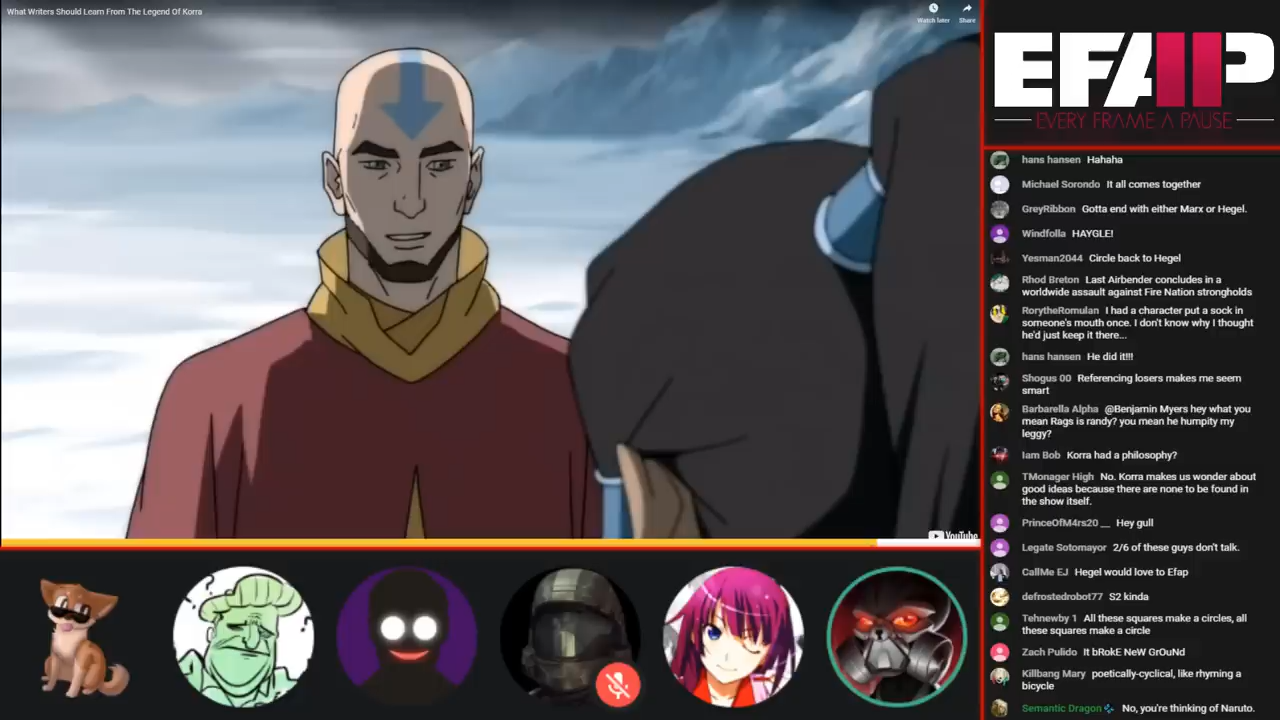 What Writers Should Learn From The Legend Of Korra
Watch later
Share
YouTube
EFAP
EVERY FRAME A PAUSE
hans hansen Hahaha
Michael Sorondo It all comes together
GreyRibbon Gotta end with either Marx or Hegel.
Windfolla HAYGLE!
Yesman2044 Circle back to Hegel
Rhod Breton Last Airbender concludes in a
worldwide assault against Fire Nation strongholds
RorytheRomulan I had a character put a sock in
someone's mouth once. I don't know why I thought
he'd just keep it there...
hans hansen He did it!!!
Shogus 00 Referencing losers makes me seem
smart
Barbarella Alpha @Benjamin Myers hey what you
mean Rags is randy? you mean he humpity my
leggy?
Iam Bob Korra had a philosophy?
TManager High No. Korra makes us wonder about
good ideas because there are none to be found in
the show itself.
PrinceOfM4rs20 __ Hey gull
Legate Sotomayor 2/6 of these guys don't talk.
CallMe EJ Hegel would love to Efap
defrostedrobot77 S2 kinda
Tehnewby 1 All these squares make a circles, all
these squares make a circle
Zach Pulido It bRoKE NeW GrOuNd
Killbang Mary poetically-cyclical, like rhyming a
bicycle
Semantic Dragon No, you're thinking of Naruto.